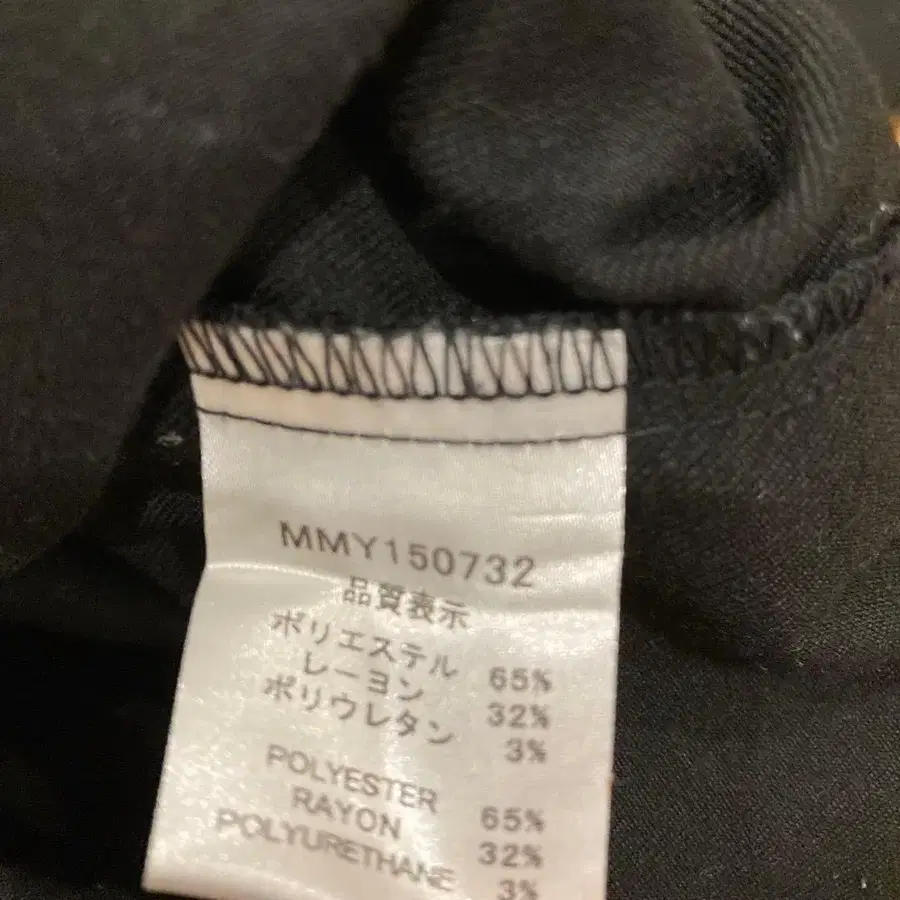 MMY150732
品質表示
ポリエステル 65%
レーヨン 32%
ポリウレタン 3%
POLYESTER 65%
RAYON 32%
POLYURETHANE 3%